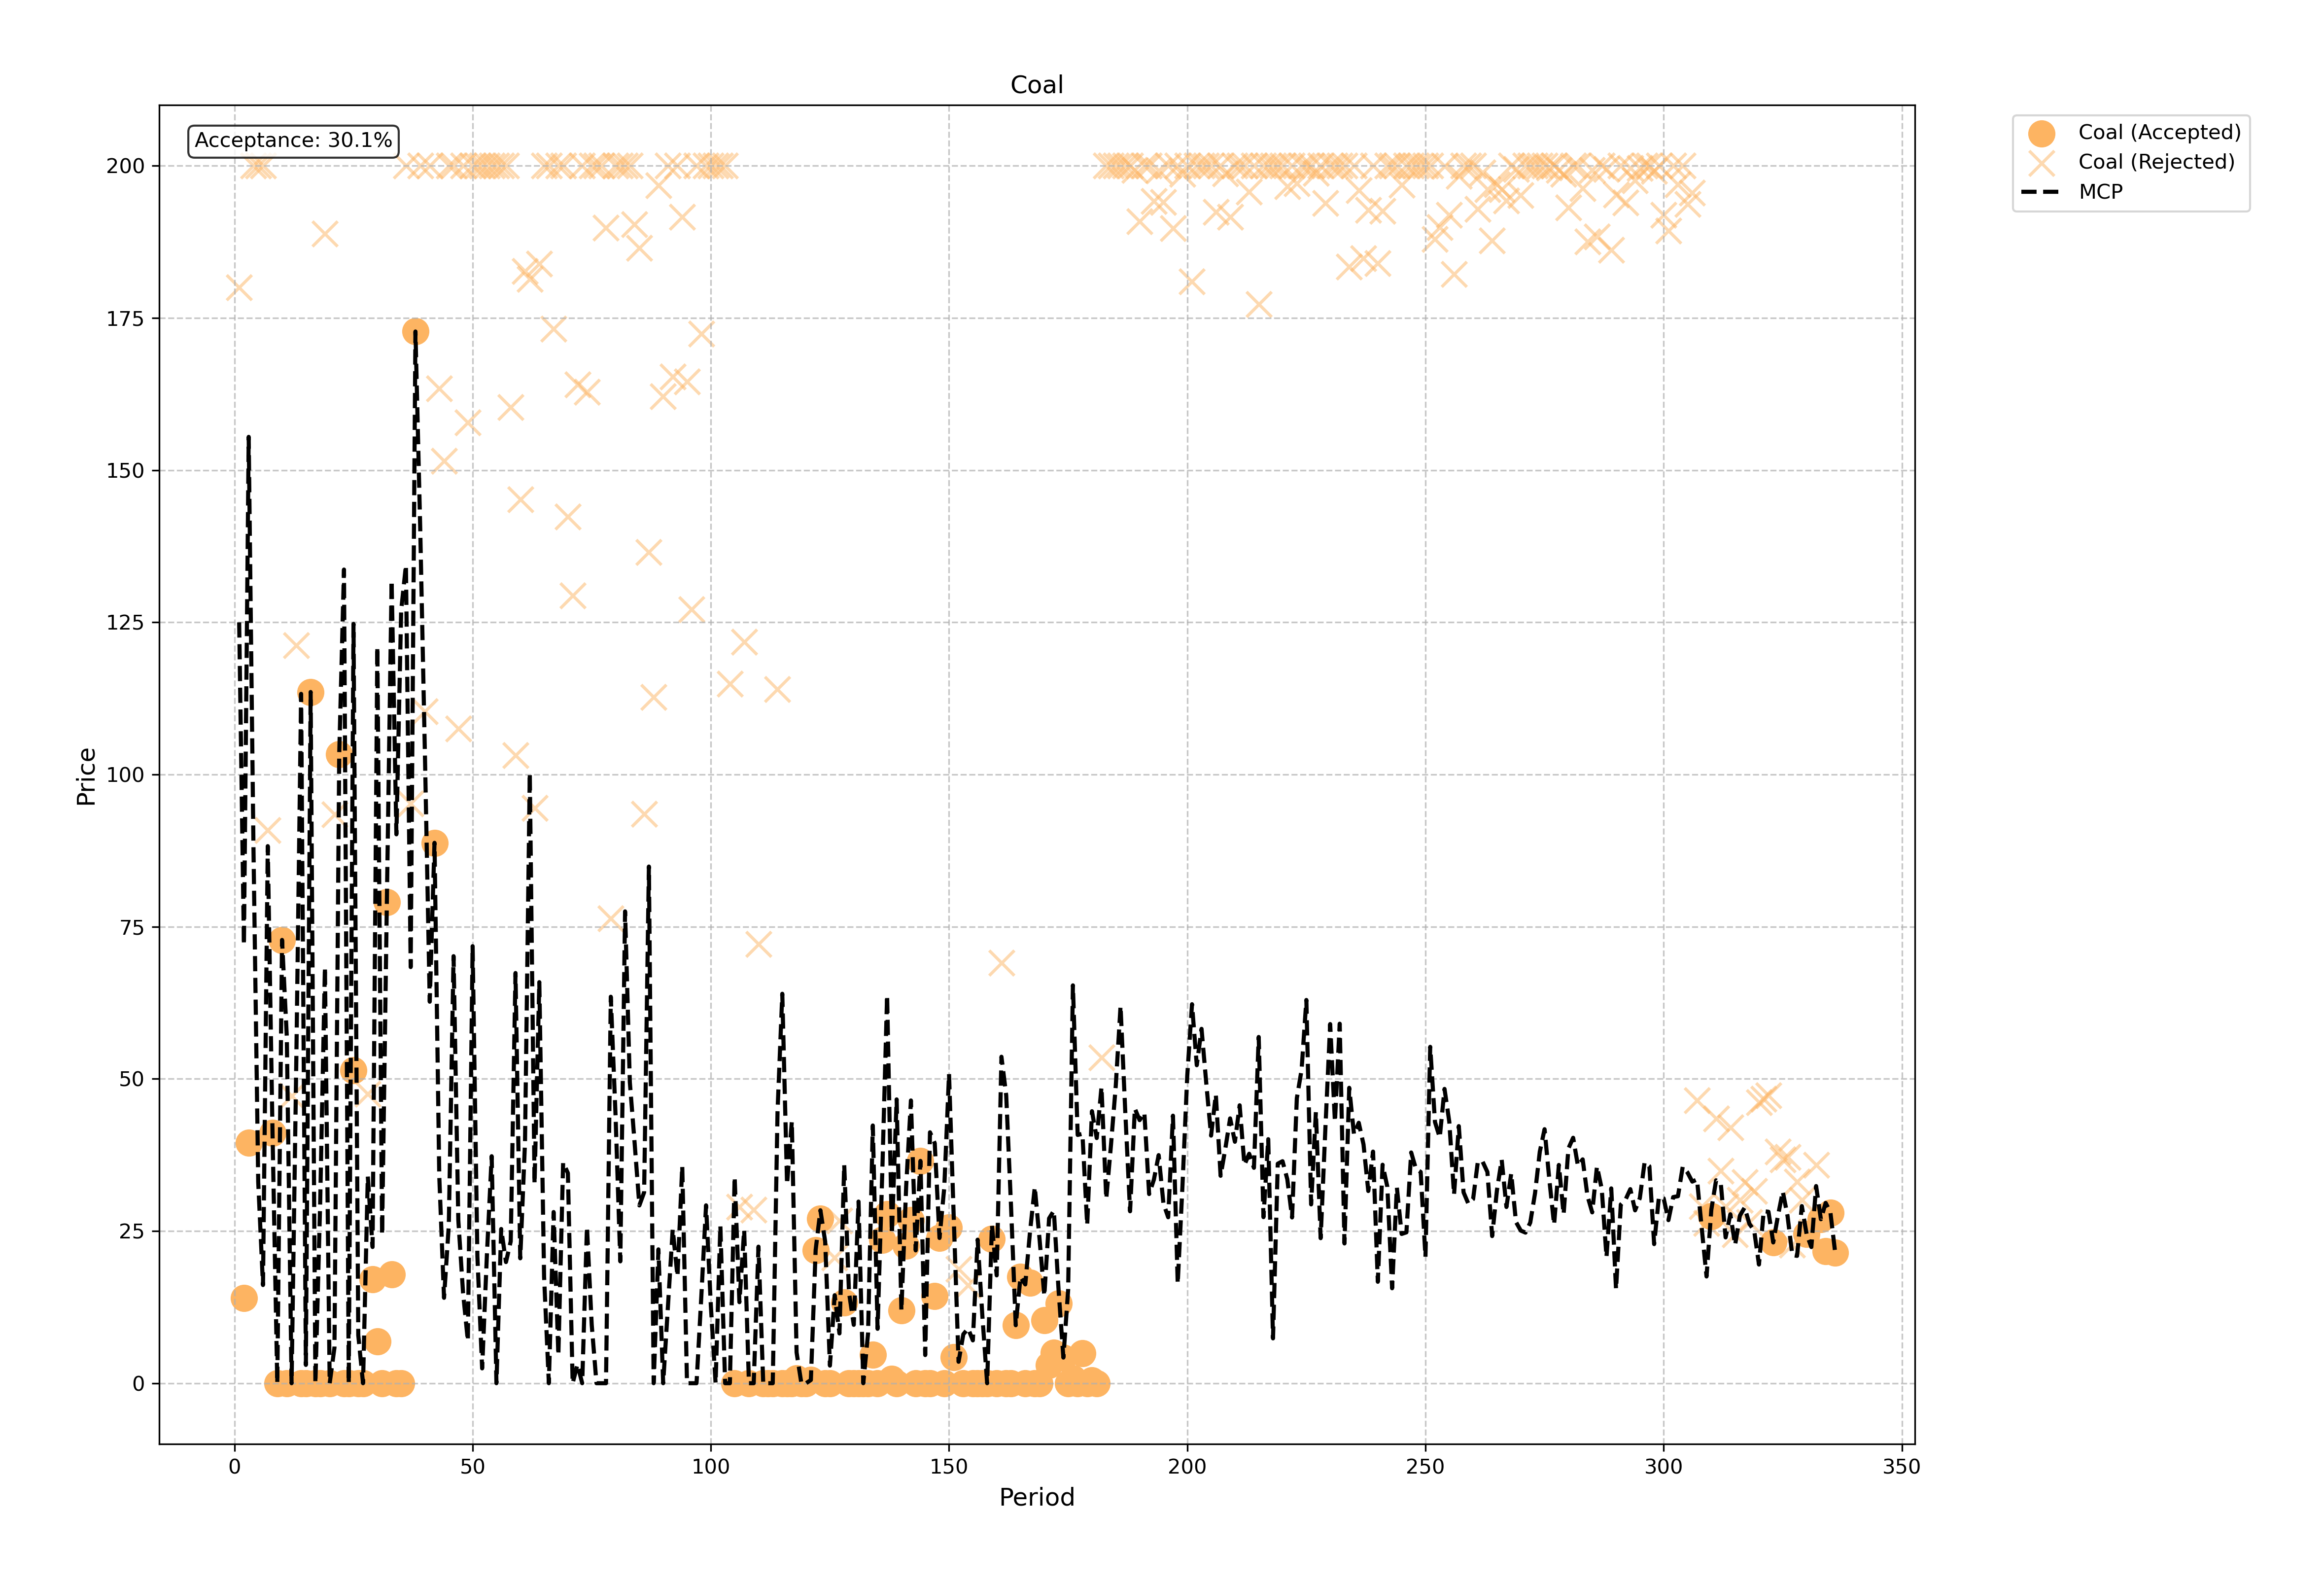 Coal
Acceptance: 30.1%
Coal (Accepted)
Coal (Rejected)
MCP
200
175
150
125
100
75
50
25
0
Price
0 50 100 150 200 250 300 350
Period